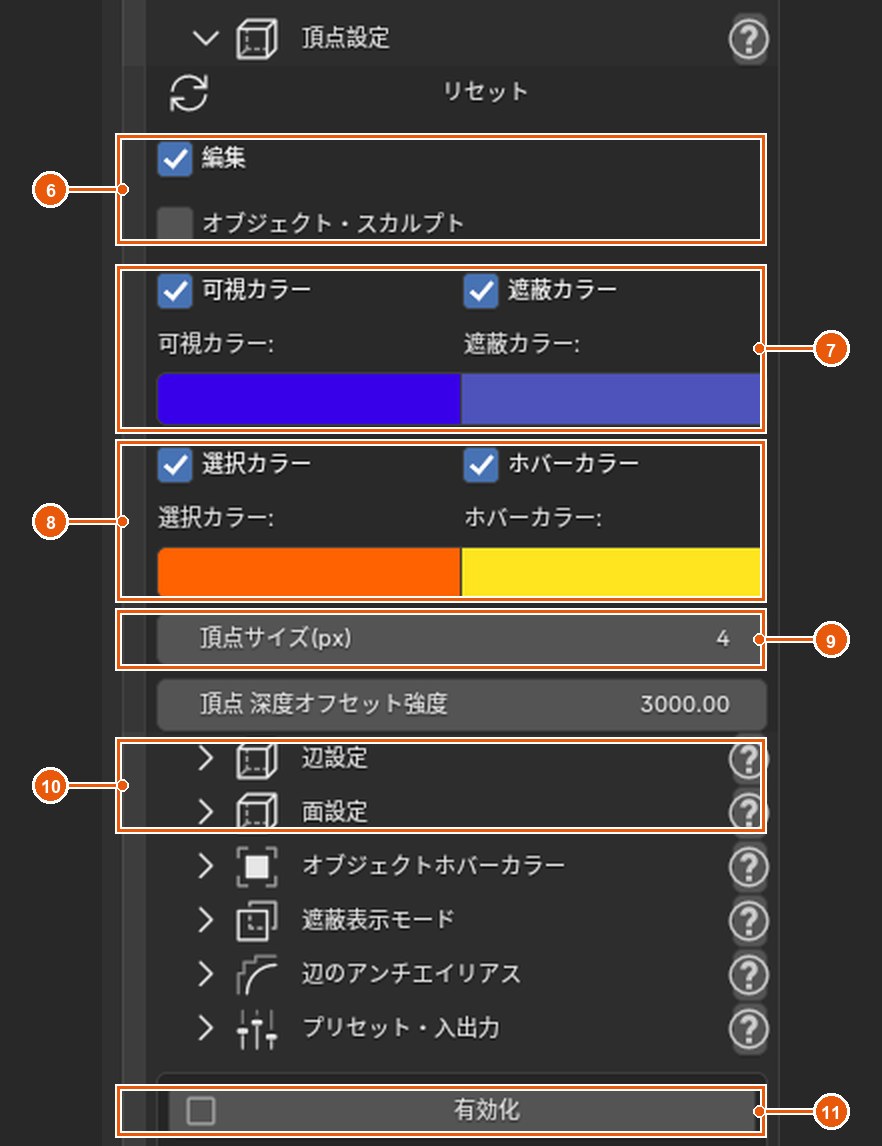 頂点設定
リセット
編集
6
オブジェクト・スカルプト
可視カラー 遮蔽カラー
可視カラー: 遮蔽カラー:
7
選択カラー ホバーカラー
選択カラー: ホバーカラー:
8
頂点サイズ(px) 4
9
頂点 深度オフセット強度 3000.00
辺設定
10
面設定
オブジェクトホバーカラー
遮蔽表示モード
辺のアンチエイリアス
プリセット・入出力
有効化
11